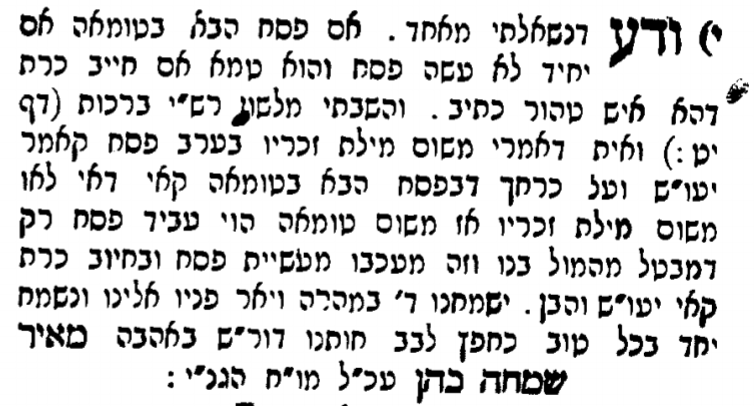 י) ודע דנשאלתי מאחד. אם פסח הבא בטומאה אם
יחיד לא עשה פסח והוא טמא אם חייב כרת
דהא איש טהור כתיב. והשבתי מלשון רש״י ברכות (דף
יט:) ואית דאמרי משום מילת זכריו בערב פסח קאמר
יעו״ש ועל כרחך דבפסח הבא בטומאה קאי דאי לאו
משום מילת זכריו אז משום טומאה הוי עביד פסח רק
דמבטל מהמול בנו וזה מעכבו מעשיית פסח ובחיוב כרת
קאי יעו״ש והבן. ישמחנו ד׳ במהרה ויאר פניו אלינו ונשמח
יחד בכל טוב כחפץ לבב חותנו דור״ש באהבה מאיר
שמחה כהן עכ״ל מו״ח הגנ״י: